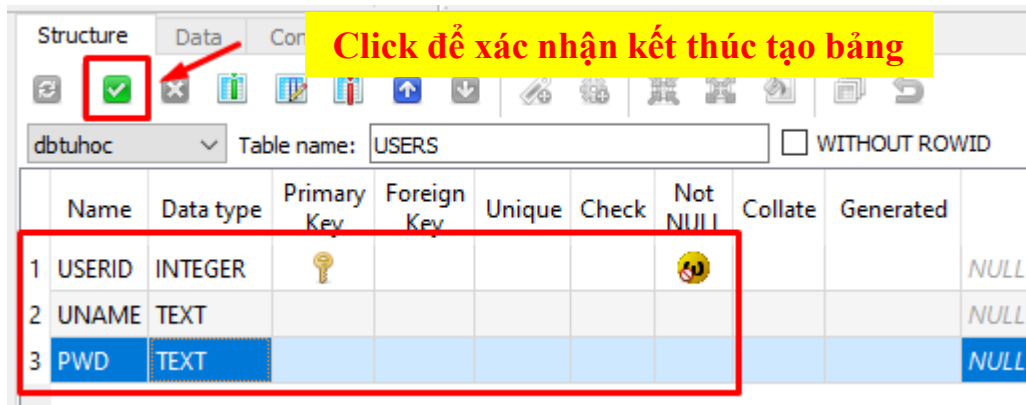 Structure Data Con
Click để xác nhận kết thúc tạo bảng
dbtuhoc Table name: USERS WITHOUT ROWID
Name Data type Primary Key Foreign Key Unique Check Not NULL Collate Generated
1 USERID INTEGER NULL
2 UNAME TEXT NULL
3 PWD TEXT NULL